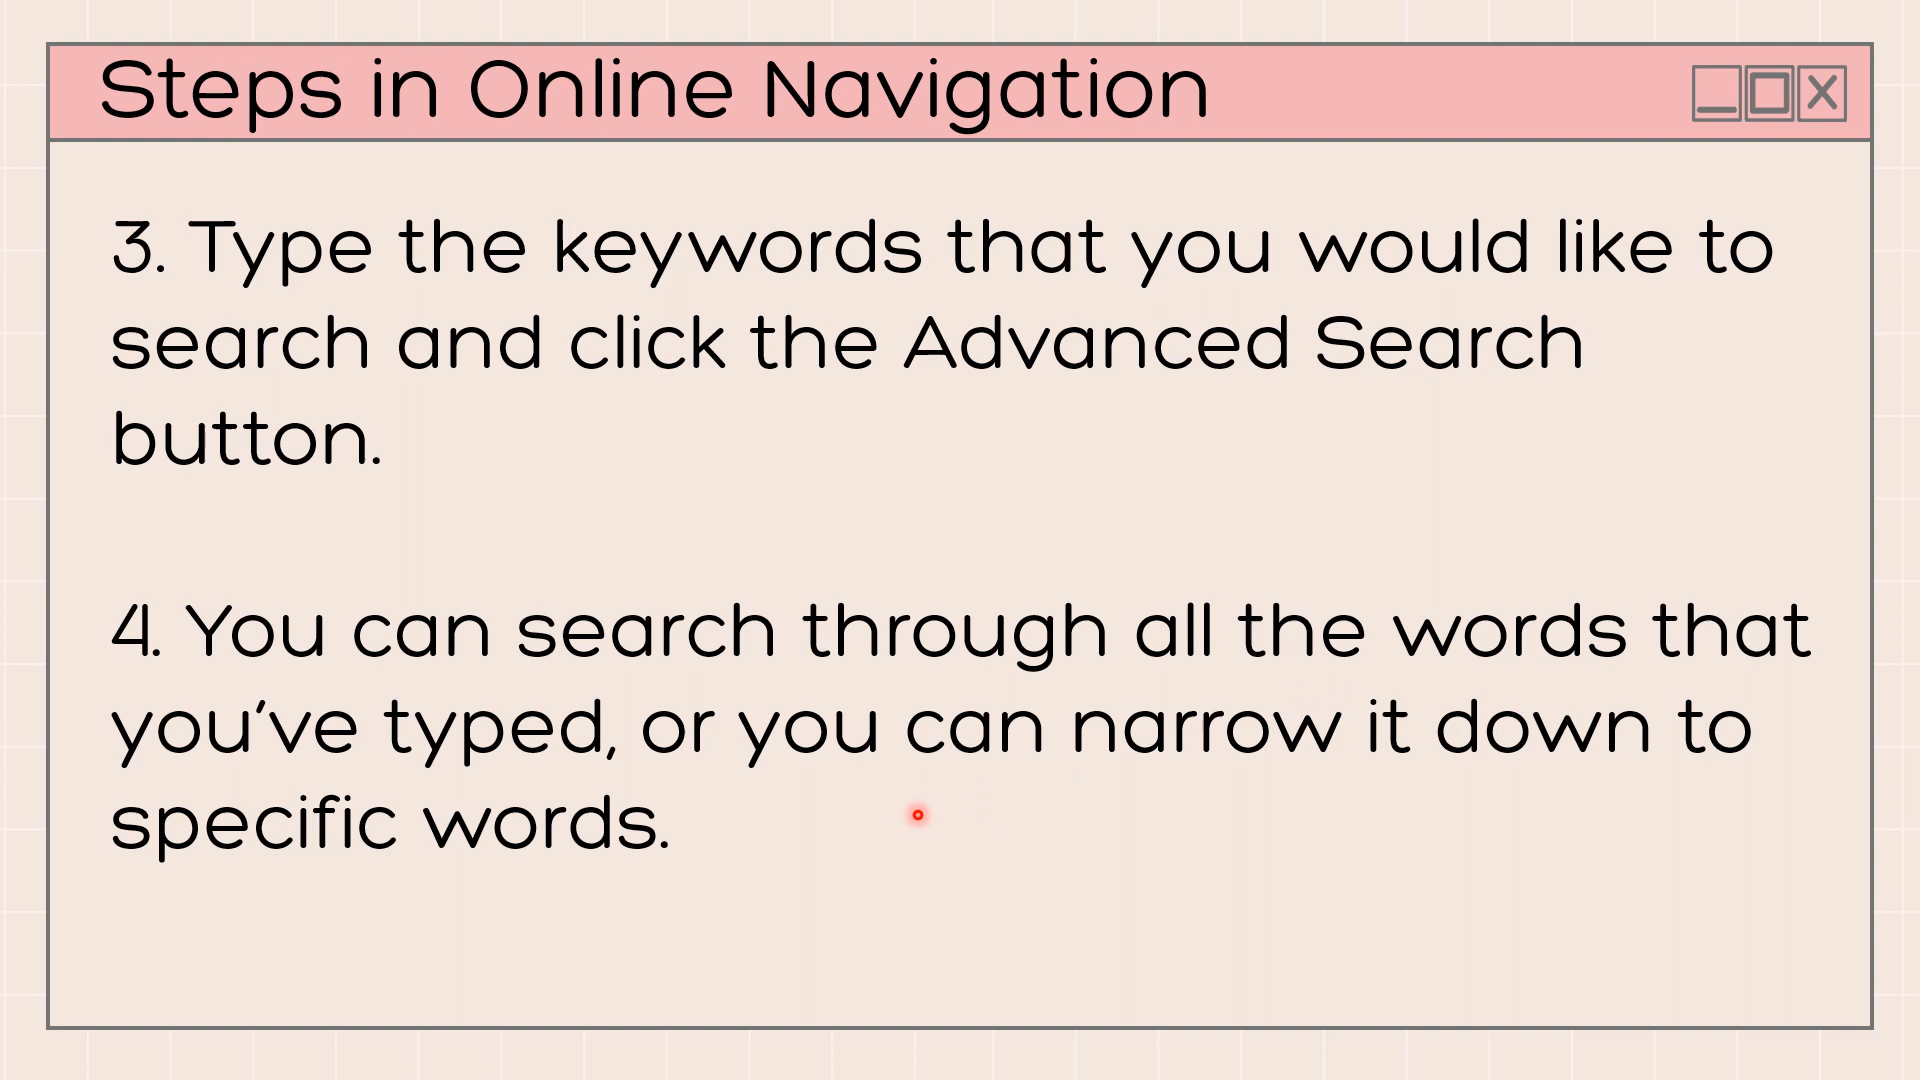 Steps in Online Navigation
3. Type the keywords that you would like to
search and click the Advanced Search
button.
4. You can search through all the words that
you've typed, or you can narrow it down to
specific words.